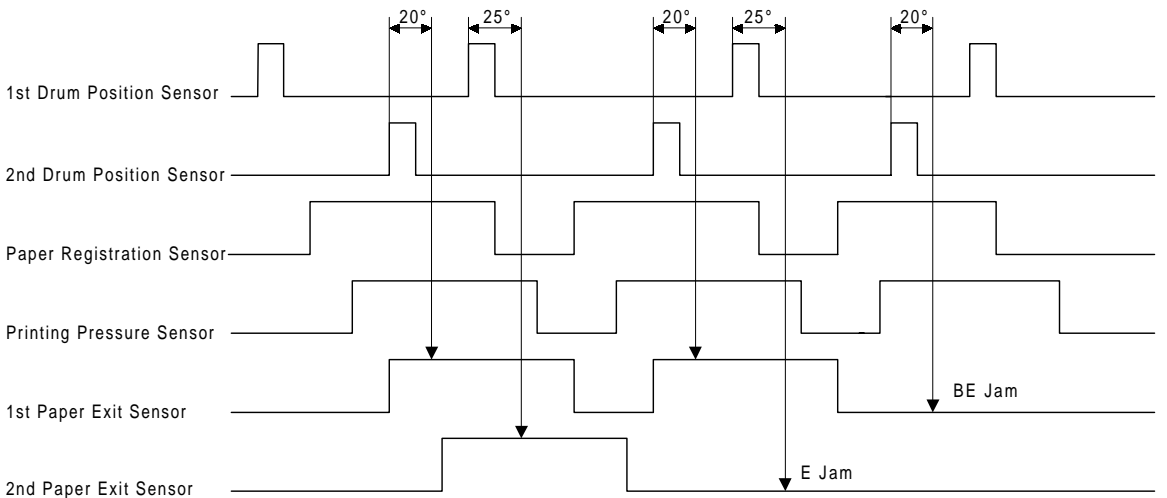 20° 25° 20° 25° 20°
1st Drum Position Sensor
2nd Drum Position Sensor
Paper Registration Sensor
Printing Pressure Sensor
BE Jam
1st Paper Exit Sensor
E Jam
2nd Paper Exit Sensor